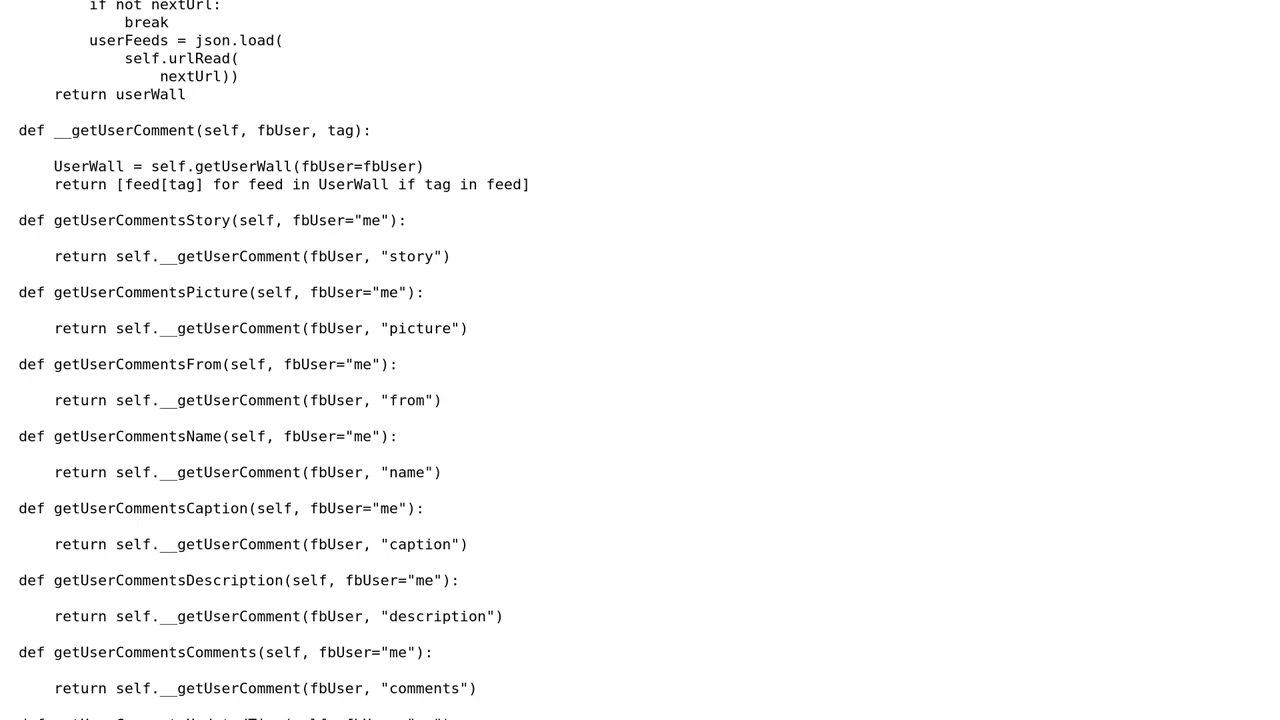 if not nextUrl:
break
userFeeds = json.load(
self.urlRead(
nextUrl))
return userWall
def __getUserComment(self, fbUser, tag):
UserWall = self.getUserWall(fbUser=fbUser)
return [feed[tag] for feed in UserWall if tag in feed]
def getUserCommentsStory(self, fbUser="me"):
return self.__getUserComment(fbUser, "story")
def getUserCommentsPicture(self, fbUser="me"):
return self.__getUserComment(fbUser, "picture")
def getUserCommentsFrom(self, fbUser="me"):
return self.__getUserComment(fbUser, "from")
def getUserCommentsName(self, fbUser="me"):
return self.__getUserComment(fbUser, "name")
def getUserCommentsCaption(self, fbUser="me"):
return self.__getUserComment(fbUser, "caption")
def getUserCommentsDescription(self, fbUser="me"):
return self.__getUserComment(fbUser, "description")
def getUserCommentsComments(self, fbUser="me"):
return self.__getUserComment(fbUser, "comments")